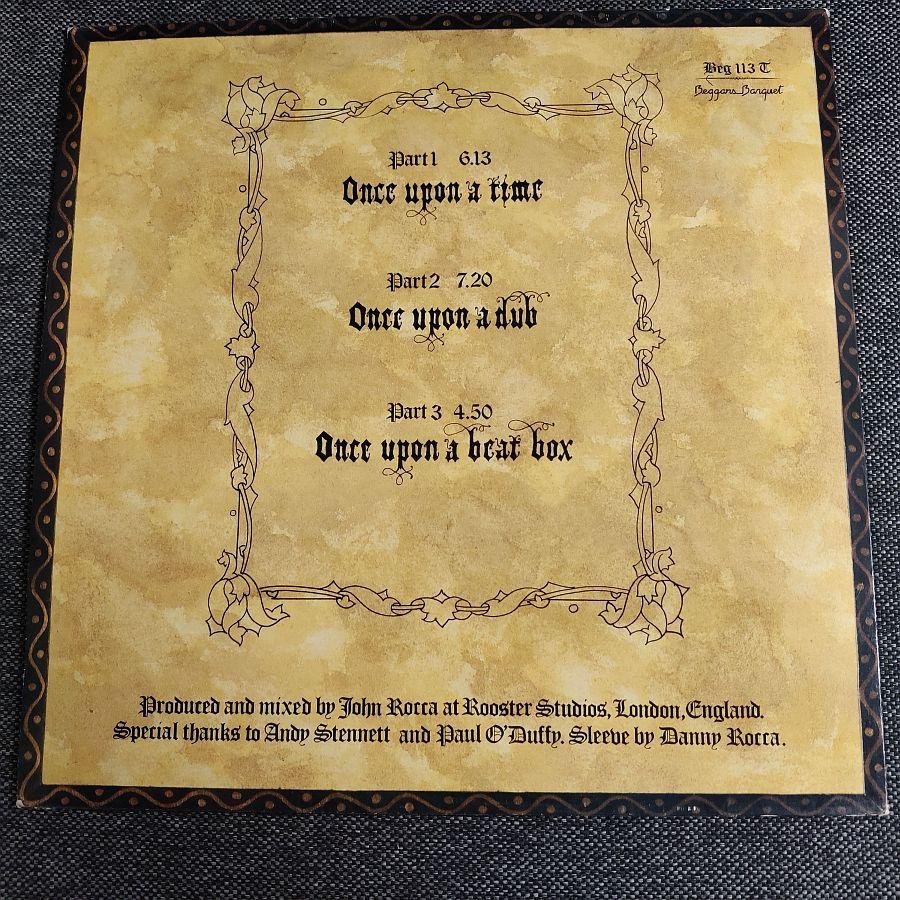 Beg 113 T
Beggars Banquet
Part 1 6.13
Once upon a time
Part 2 7.20
Once upon a dub
Part 3 4.50
Once upon a beat box
Produced and mixed by John Rocca at Rooster Studios, London, England.
Special thanks to Andy Stennett and Paul O'Duffy. Sleeve by Danny Rocca.